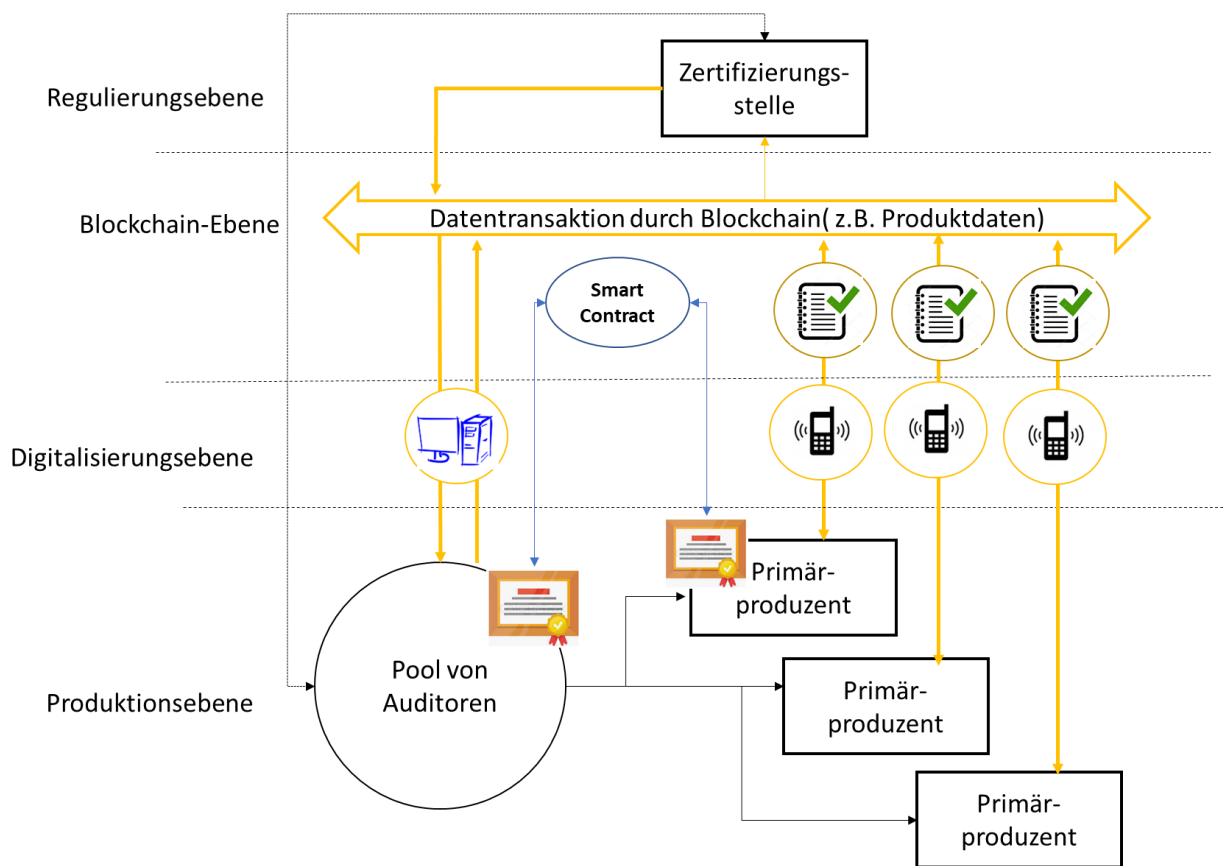 Zertifizierungs-
stelle
Regulierungsebene
Blockchain-Ebene
Datentransaktion durch Blockchain( z.B. Produktdaten)
Smart
Contract
Digitalisierungsebene
Primär-
produzent
Pool von
Auditoren
Primär-
produzent
Produktionsebene
Primär-
produzent